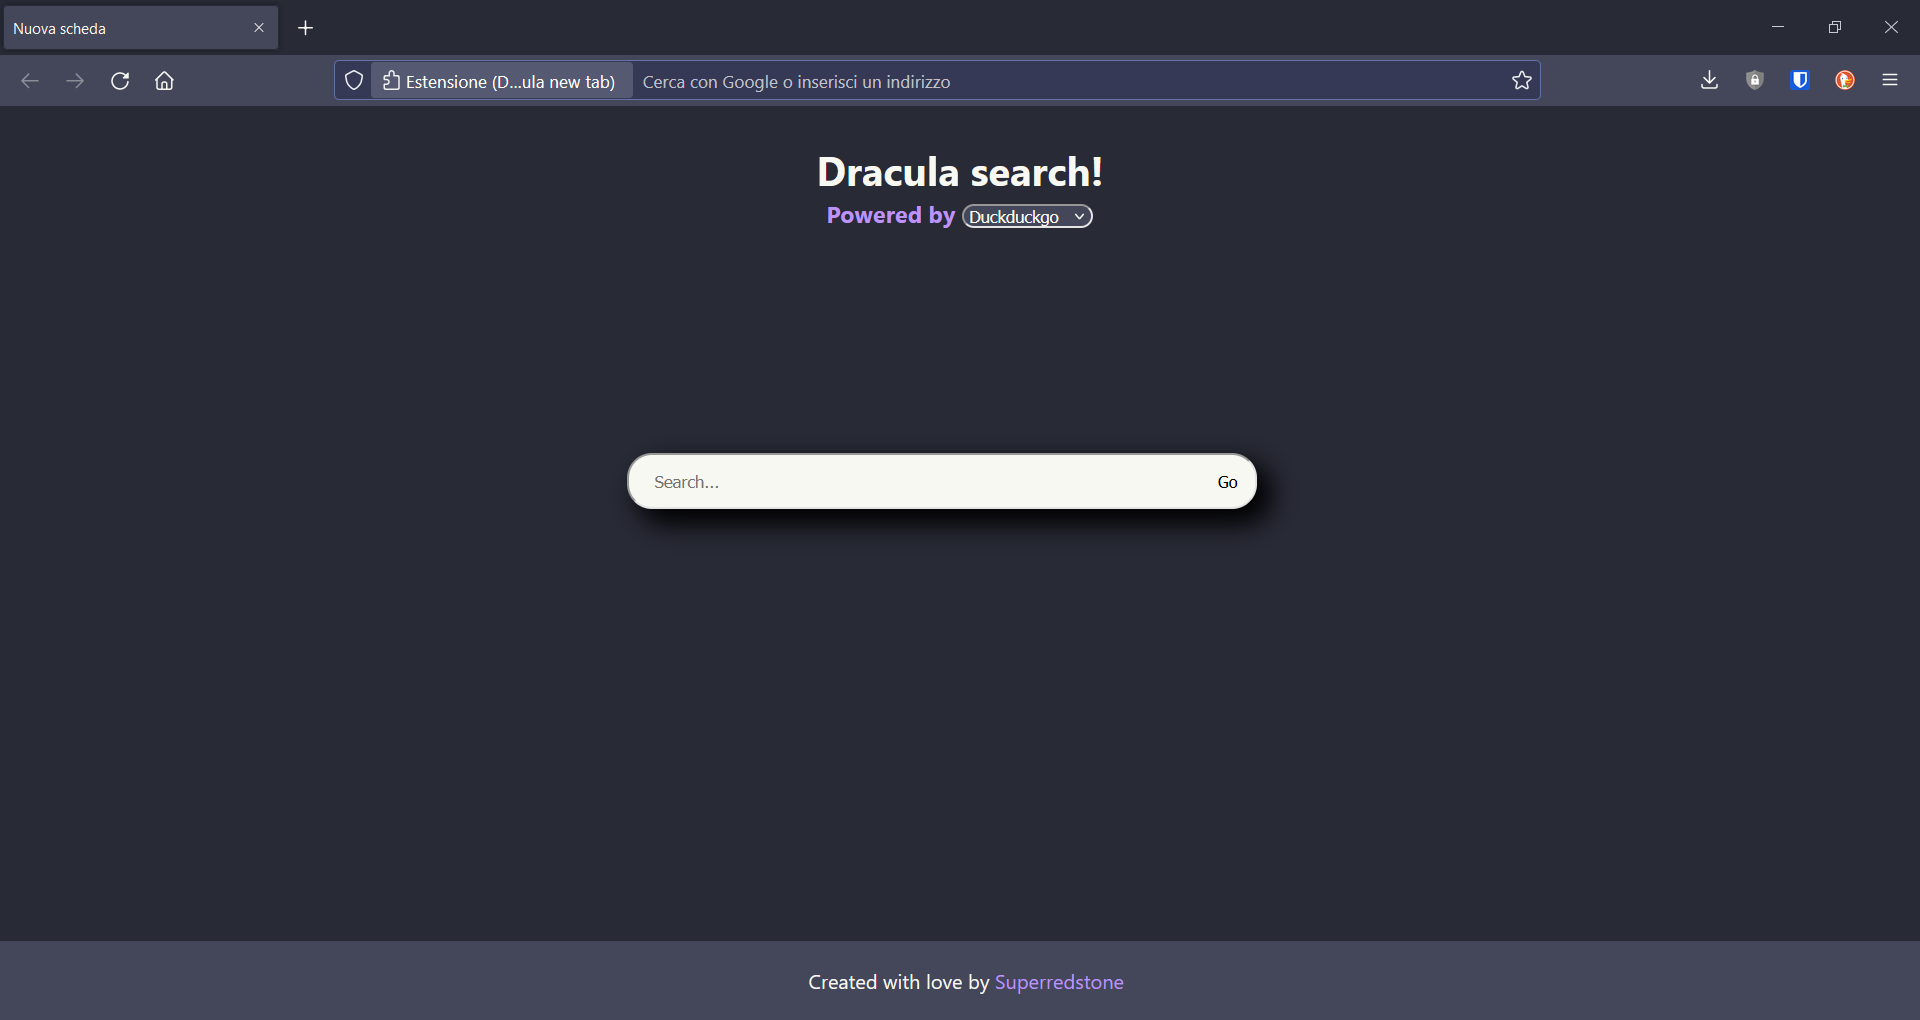 Nuova scheda
Estensione (D...ula new tab) Cerca con Google o inserisci un indirizzo
Dracula search!
Powered by Duckduckgo
Search... Go
Created with love by Superredstone